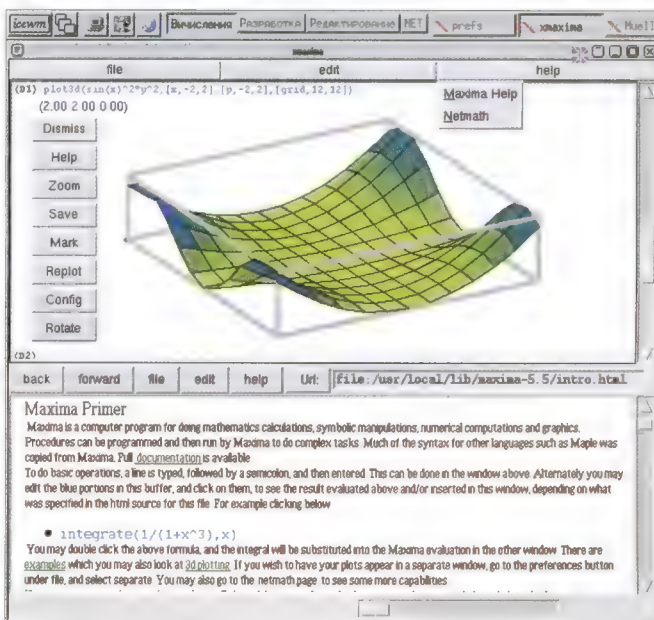 icewm Вычисления Разработка Редактирование NET prefs xmaxima Muell
xmaxima
file edit help
(D1) plot3d(sin(x)^2*y^2,[x,-2,2] [y,-2,2],[grid,12,12])
Maxima Help
(2.00 2.00 0.00)
Netmath
Dismiss
Help
Zoom
Save
Mark
Replot
Config
Rotate
(D2)
back forward file edit help Url: file:/usr/local/lib/maxima-5.5/intro.html
Maxima Primer
Maxima is a computer program for doing mathematics calculations, symbolic manipulations, numerical computations and graphics.
Procedures can be programmed and then run by Maxima to do complex tasks Much of the syntax for other languages such as Maple was
copied from Maxima. Full documentation is available
To do basic operations, a line is typed, followed by a semicolon, and then entered This can be done in the window above. Alternately you may
edit the blue portions in this buffer, and click on them, to see the result evaluated above and/or inserted in this window, depending on what
was specified in the html source for this file For example clicking below
integrate(1/(1+x^3),x)
You may double click the above formula, and the integral will be substituted into the Maxima evaluation in the other window There are
examples which you may also look at 3d plotting If you wish to have your plots appear in a separate window, go to the preferences button
under file, and select separate You may also go to the netmath page to see some more capabilities